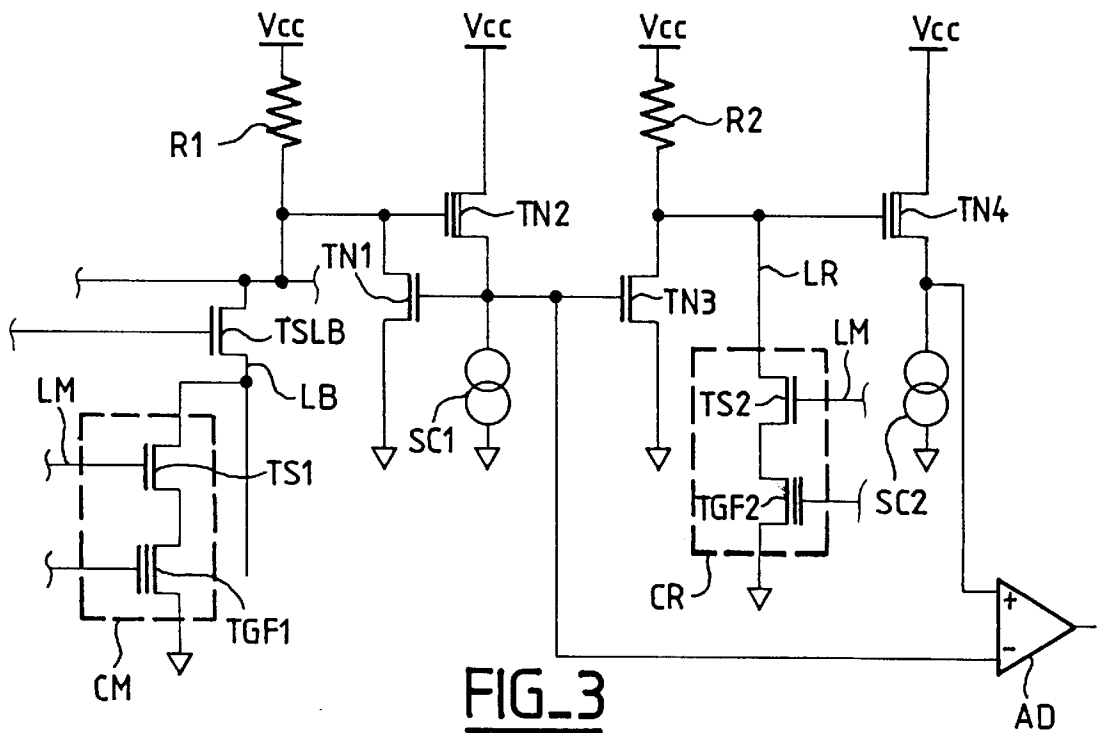 Vcc
Vcc
Vcc
Vcc
R1
R2
TN2
TN4
TN1
LR
TN3
TSLB
LM
LB
LM
TS2
SC1
TS1
TGF2
SC2
CR
+
TGF1
-
CM
AD
FIG_3